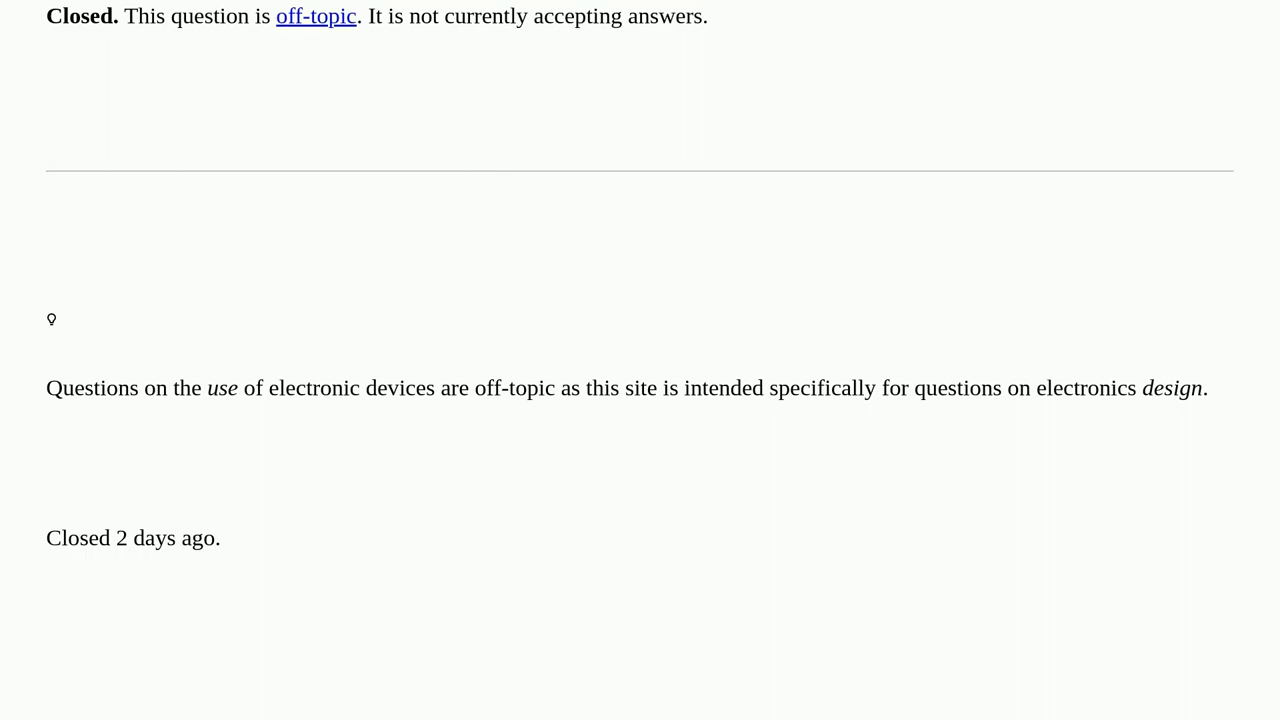 Closed. This question is off-topic. It is not currently accepting answers.
Questions on the use of electronic devices are off-topic as this site is intended specifically for questions on electronics design.
Closed 2 days ago.